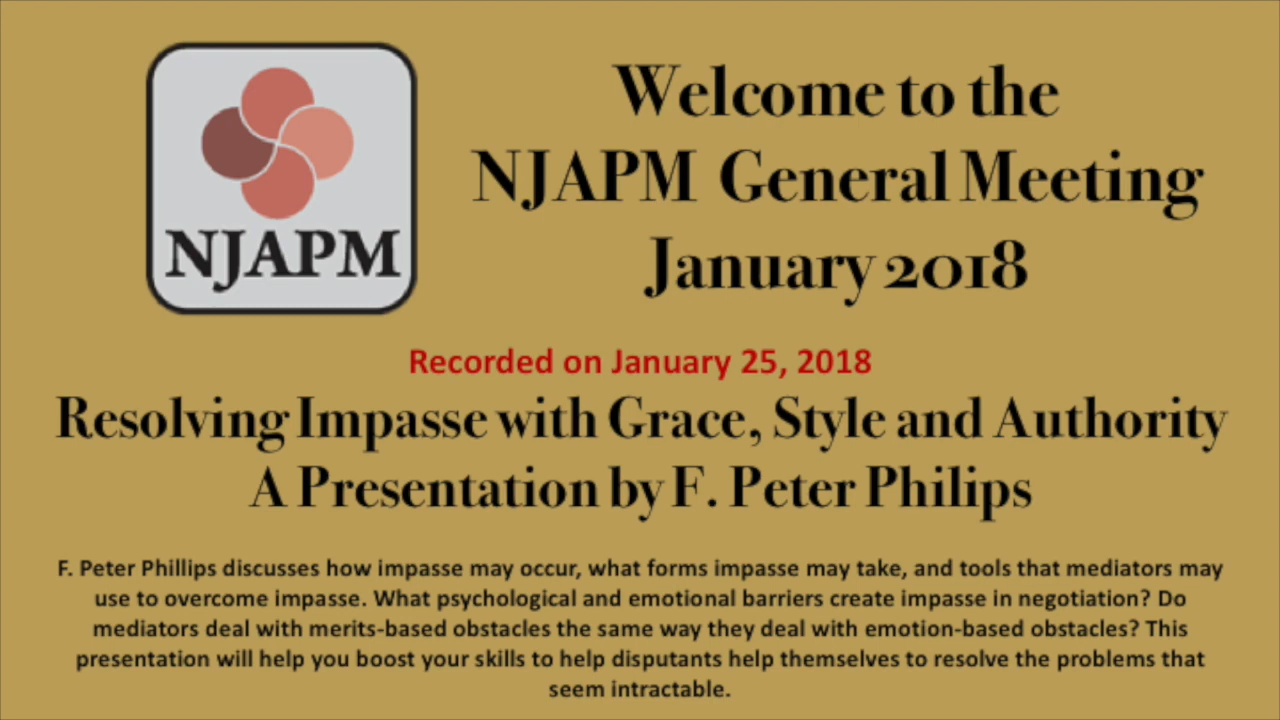 NJAPM
Welcome to the
NJAPM General Meeting
January 2018
Recorded on January 25, 2018
Resolving Impasse with Grace, Style and Authority
A Presentation by F. Peter Philips
F. Peter Phillips discusses how impasse may occur, what forms impasse may take, and tools that mediators may
use to overcome impasse. What psychological and emotional barriers create impasse in negotiation? Do
mediators deal with merits-based obstacles the same way they deal with emotion-based obstacles? This
presentation will help you boost your skills to help disputants help themselves to resolve the problems that
seem intractable.